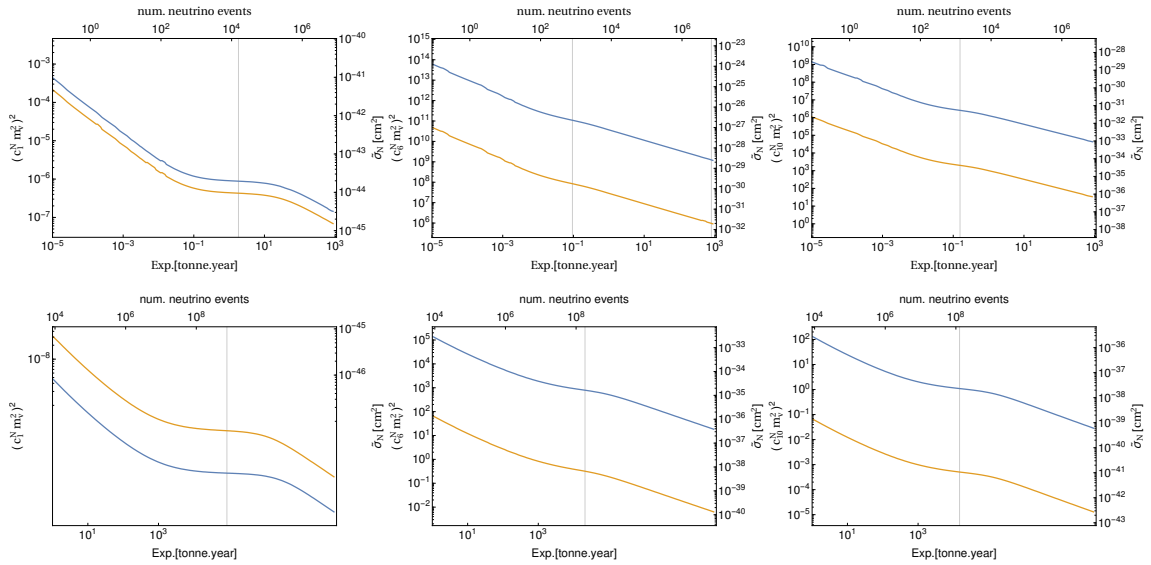 num. neutrino events
10^0 10^2 10^4 10^6
10^-3
10^-4
10^-5
10^-6
10^-7
(c_1^N m_v^2)^2
10^-40
10^-41
10^-42
10^-43
10^-44
10^-45
σ̃_N [cm^2]
10^-5 10^-3 10^-1 10^1 10^3
Exp.[tonne.year]
num. neutrino events
10^0 10^2 10^4 10^6
10^15
10^14
10^13
10^12
10^11
10^10
10^9
10^8
10^7
10^6
(c_6^N m_v^2)^2
10^-23
10^-24
10^-25
10^-26
10^-27
10^-28
10^-29
10^-30
10^-31
10^-32
σ̃_N [cm^2]
10^-5 10^-3 10^-1 10^1 10^3
Exp.[tonne.year]
num. neutrino events
10^0 10^2 10^4 10^6
10^10
10^9
10^8
10^7
10^6
10^5
10^4
10^3
10^2
10^1
10^0
(c_10^N m_v^2)^2
10^-28
10^-29
10^-30
10^-31
10^-32
10^-33
10^-34
10^-35
10^-36
10^-37
10^-38
σ̃_N [cm^2]
10^-5 10^-3 10^-1 10^1 10^3
Exp.[tonne.year]
num. neutrino events
10^4 10^6 10^8
10^-8
(c_1^N m_v^2)^2
10^-45
10^-46
σ̃_N [cm^2]
10^1 10^3
Exp.[tonne.year]
num. neutrino events
10^4 10^6 10^8
10^5
10^4
10^3
10^2
10^1
10^0
10^-1
10^-2
(c_6^N m_v^2)^2
10^-33
10^-34
10^-35
10^-36
10^-37
10^-38
10^-39
10^-40
σ̃_N [cm^2]
10^1 10^3
Exp.[tonne.year]
num. neutrino events
10^4 10^6 10^8
10^2
10^1
10^0
10^-1
10^-2
10^-3
10^-4
10^-5
(c_10^N m_v^2)^2
10^-36
10^-37
10^-38
10^-39
10^-40
10^-41
10^-42
10^-43
σ̃_N [cm^2]
10^1 10^3
Exp.[tonne.year]